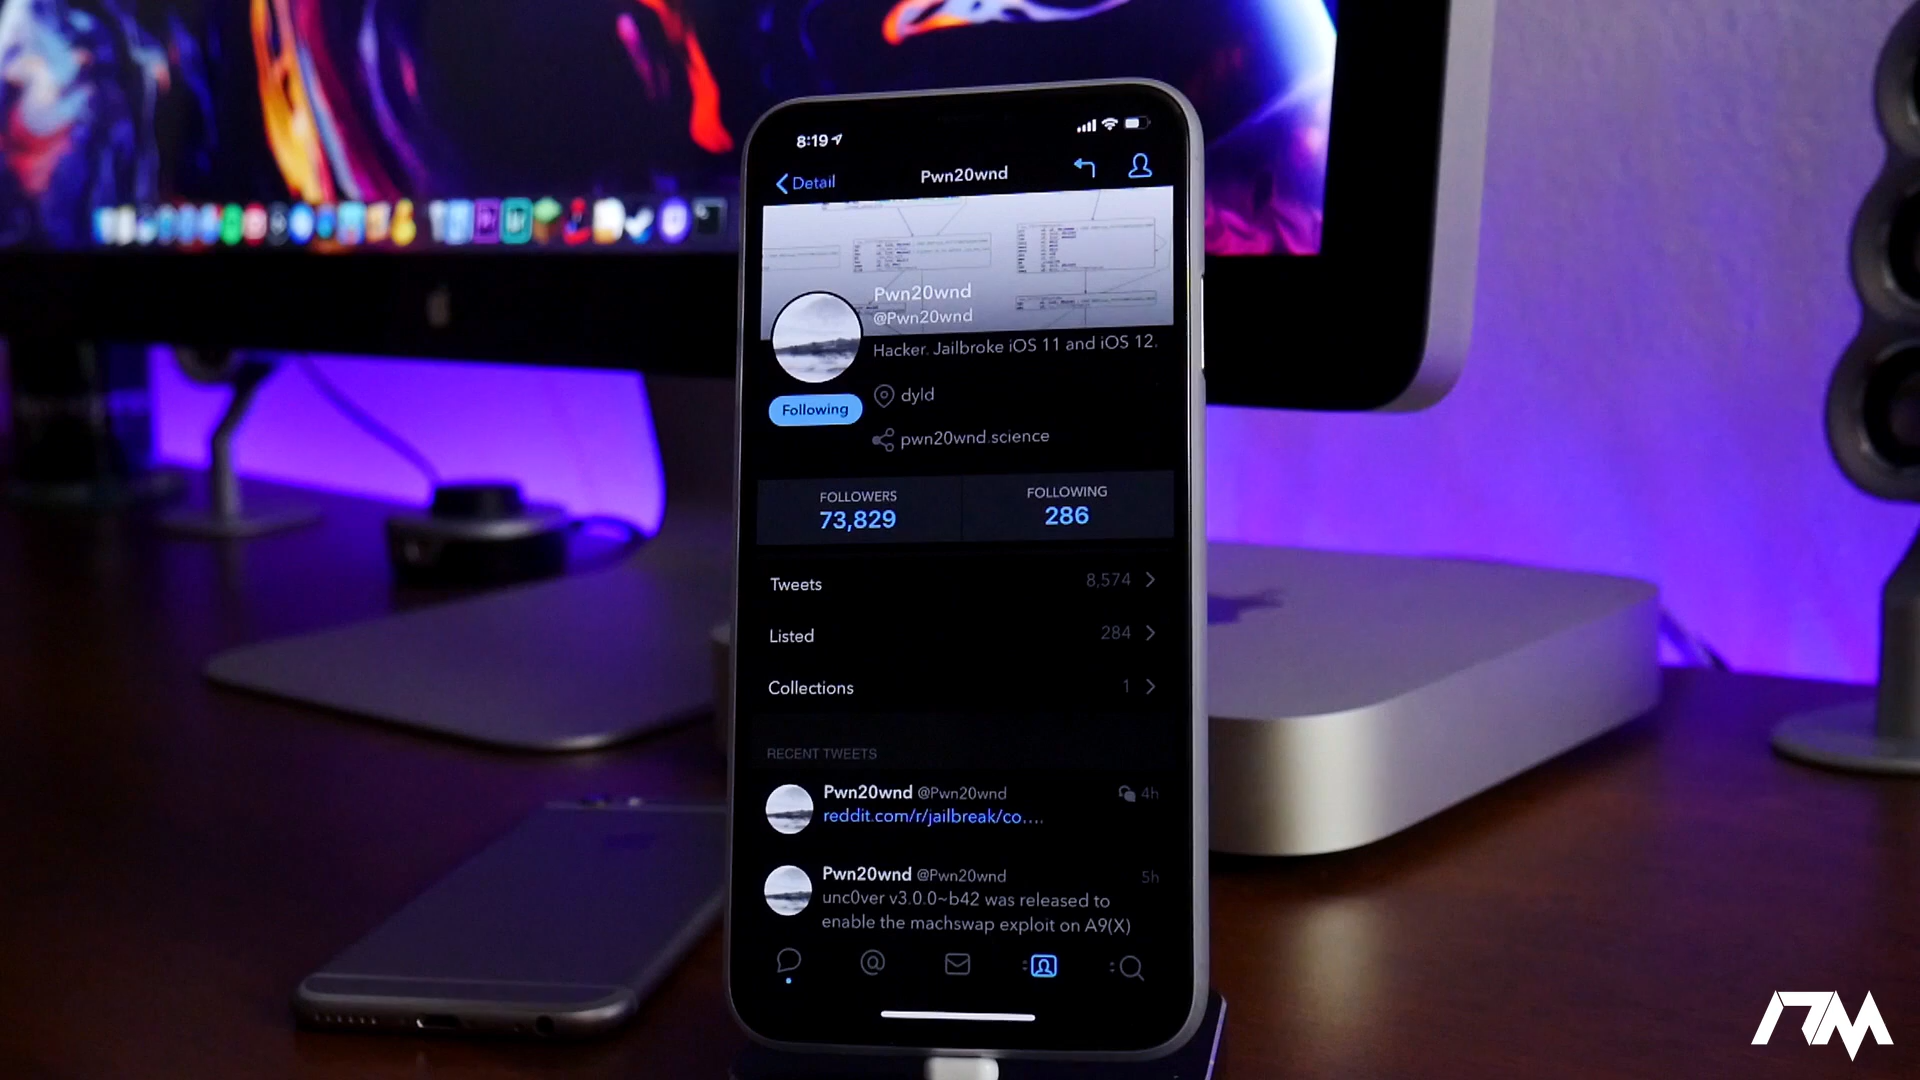 8:19
Detail
Pwn20wnd
Pwn20wnd
@Pwn20wnd
Hacker. Jailbroke iOS 11 and iOS 12.
Following
dyld
pwn20wnd.science
FOLLOWERS
73,829
FOLLOWING
286
Tweets 8,574
Listed 284
Collections 1
RECENT TWEETS
Pwn20wnd @Pwn20wnd 4h
reddit.com/r/jailbreak/co....
Pwn20wnd @Pwn20wnd 5h
unc0ver v3.0.0~b42 was released to
enable the machswap exploit on A9(X)